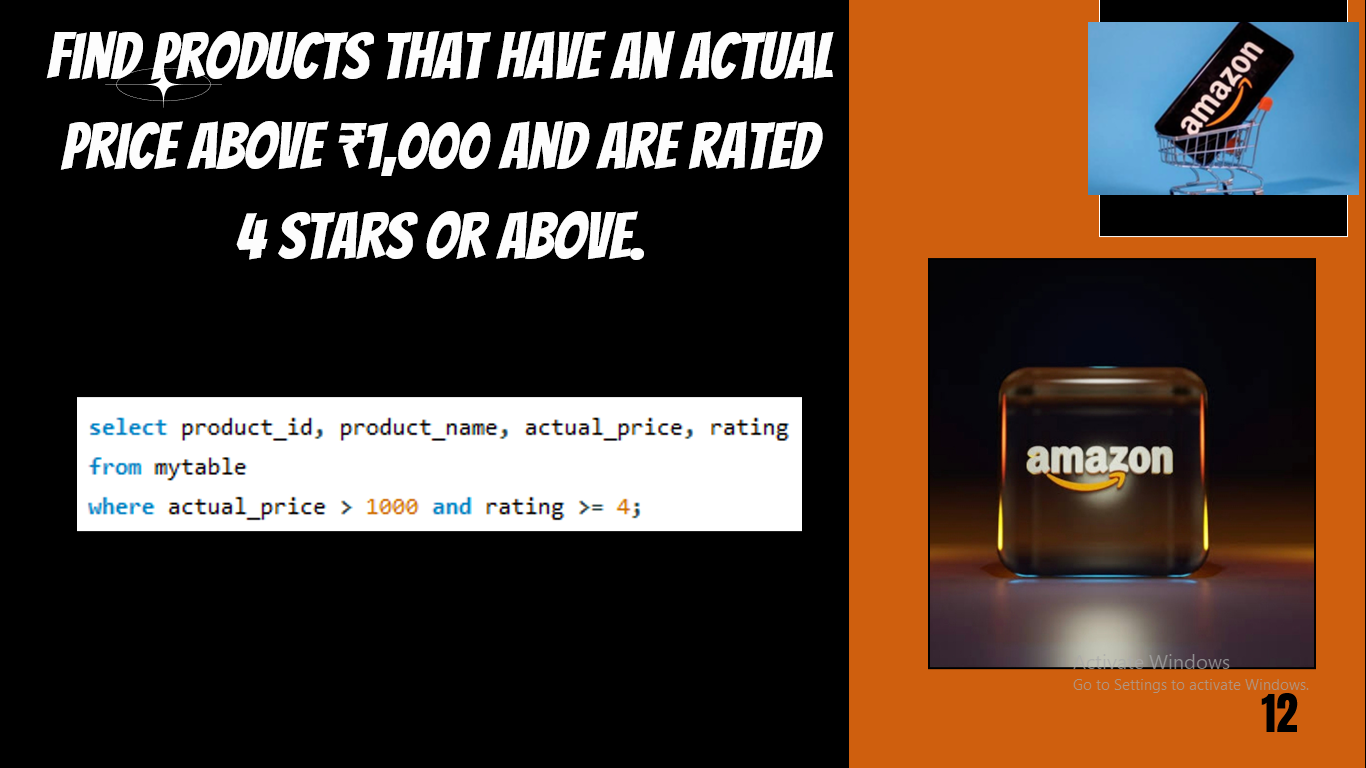 FIND PRODUCTS THAT HAVE AN ACTUAL
PRICE ABOVE ₹1,000 AND ARE RATED
4 STARS OR ABOVE.
select product_id, product_name, actual_price, rating
from mytable
where actual_price > 1000 and rating >= 4;
amazon
amazon
Activate Windows
Go to Settings to activate Windows.
12